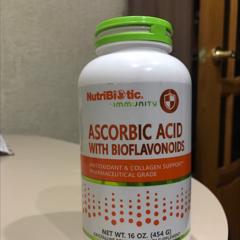 NutriBiotic.
immunity
ASCORBIC ACID
WITH BIOFLAVONOIDS
ANTIOXIDANT & COLLAGEN SUPPORT
PHARMACEUTICAL GRADE
NET WT. 16 OZ. (454 G)